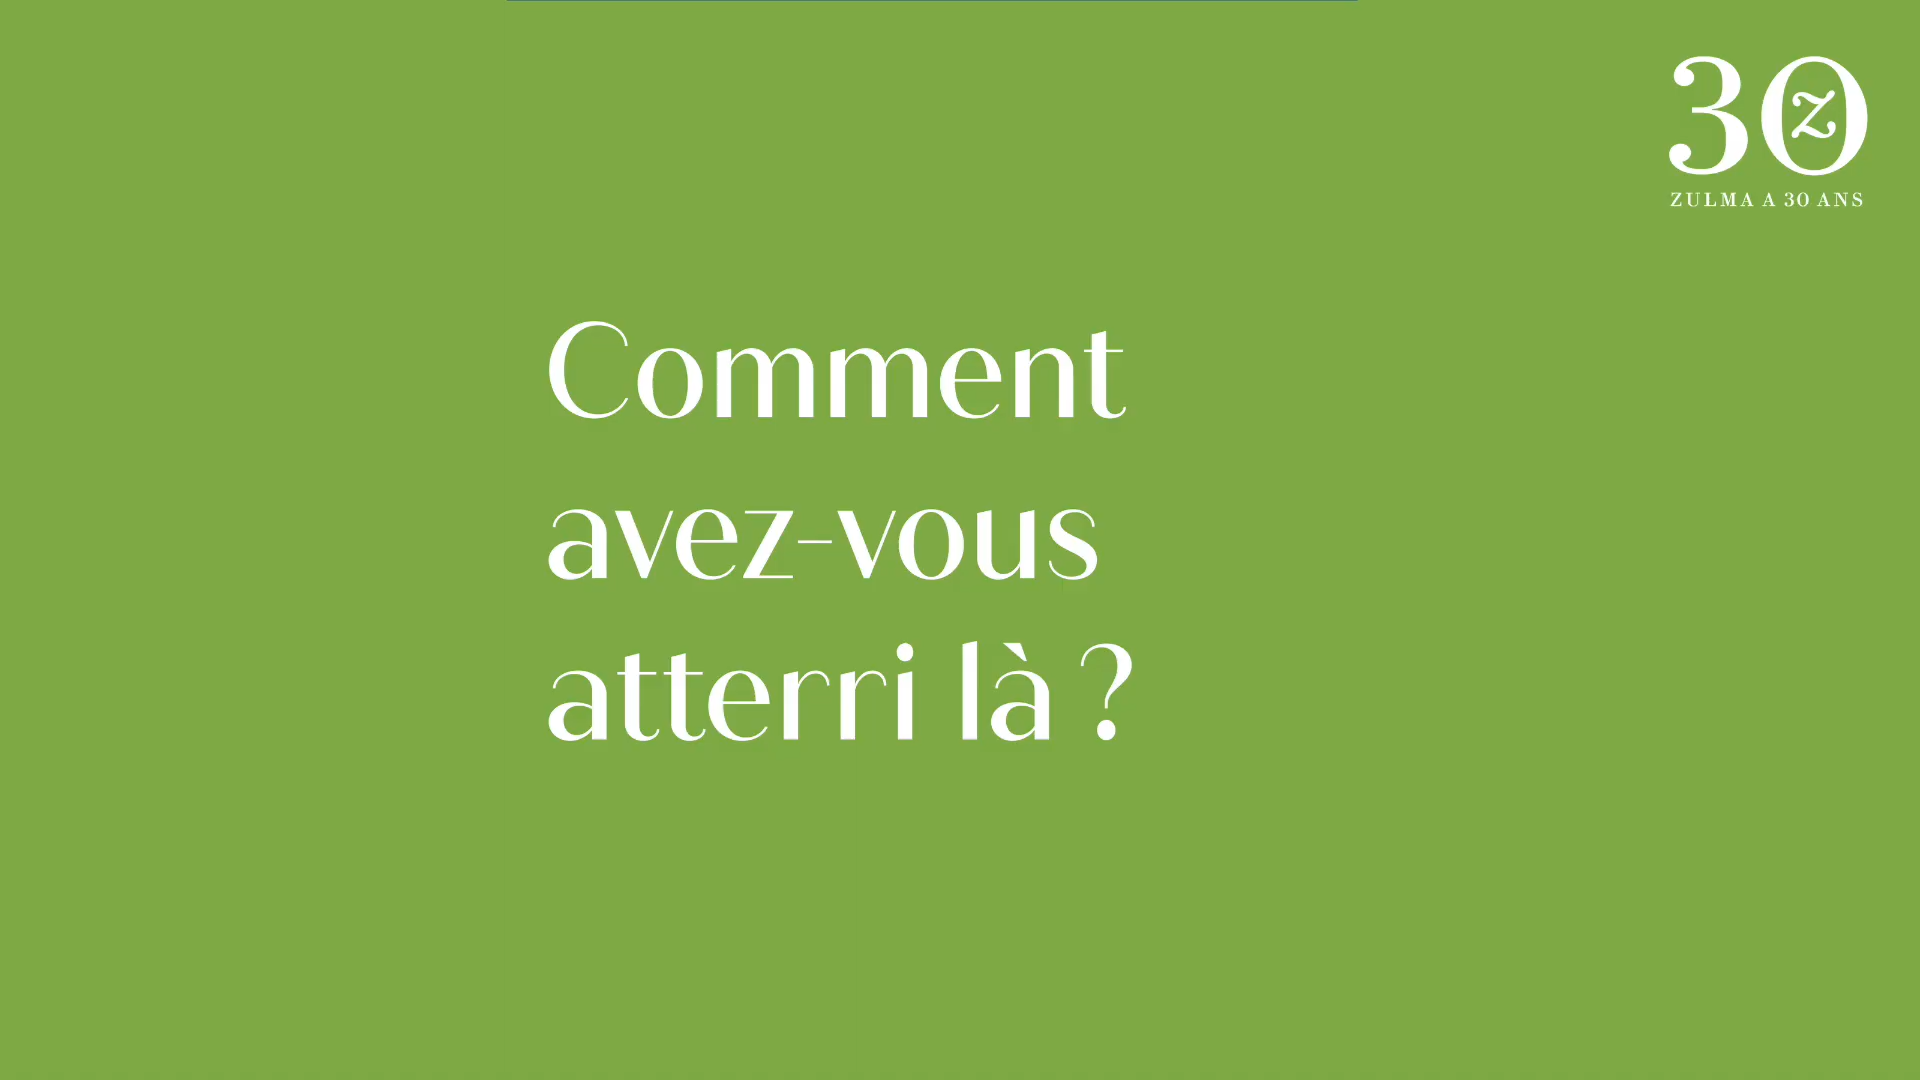 30
z
ZULMA A 30 ANS
Comment
avez-vous
atterri là ?